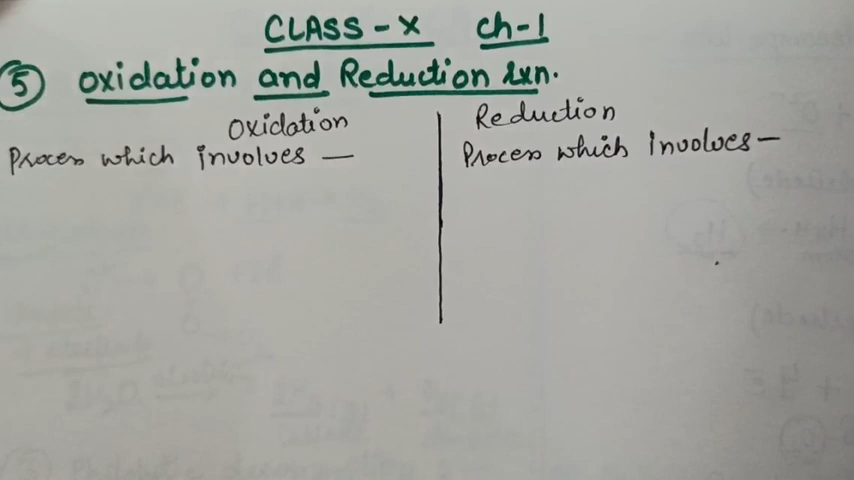 CLASS-X Ch-1
5 Oxidation and Reduction rxn.
Oxidation
Process which involves —
Reduction
Process which involves —